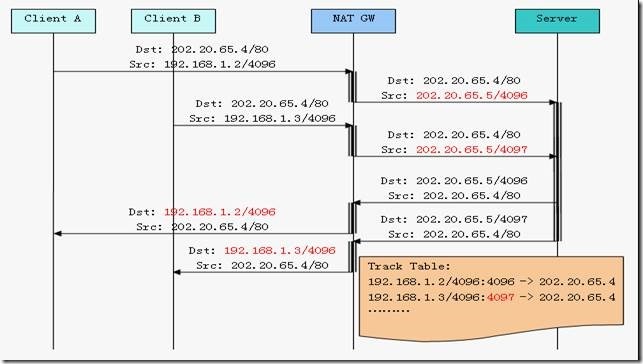 Client A
Client B
NAT GW
Server
Dst: 202.20.65.4/80
Src: 192.168.1.2/4096
Dst: 202.20.65.4/80
Src: 202.20.65.5/4096
Dst: 202.20.65.4/80
Src: 192.168.1.3/4096
Dst: 202.20.65.4/80
Src: 202.20.65.5/4097
Dst: 202.20.65.5/4096
Src: 202.20.65.4/80
Dst: 192.168.1.2/4096
Src: 202.20.65.4/80
Dst: 202.20.65.5/4097
Src: 202.20.65.4/80
Dst: 192.168.1.3/4096
Src: 202.20.65.4/80
Track Table:
192.168.1.2/4096:4096 -> 202.20.65.4
192.168.1.3/4096:4097 -> 202.20.65.4
………